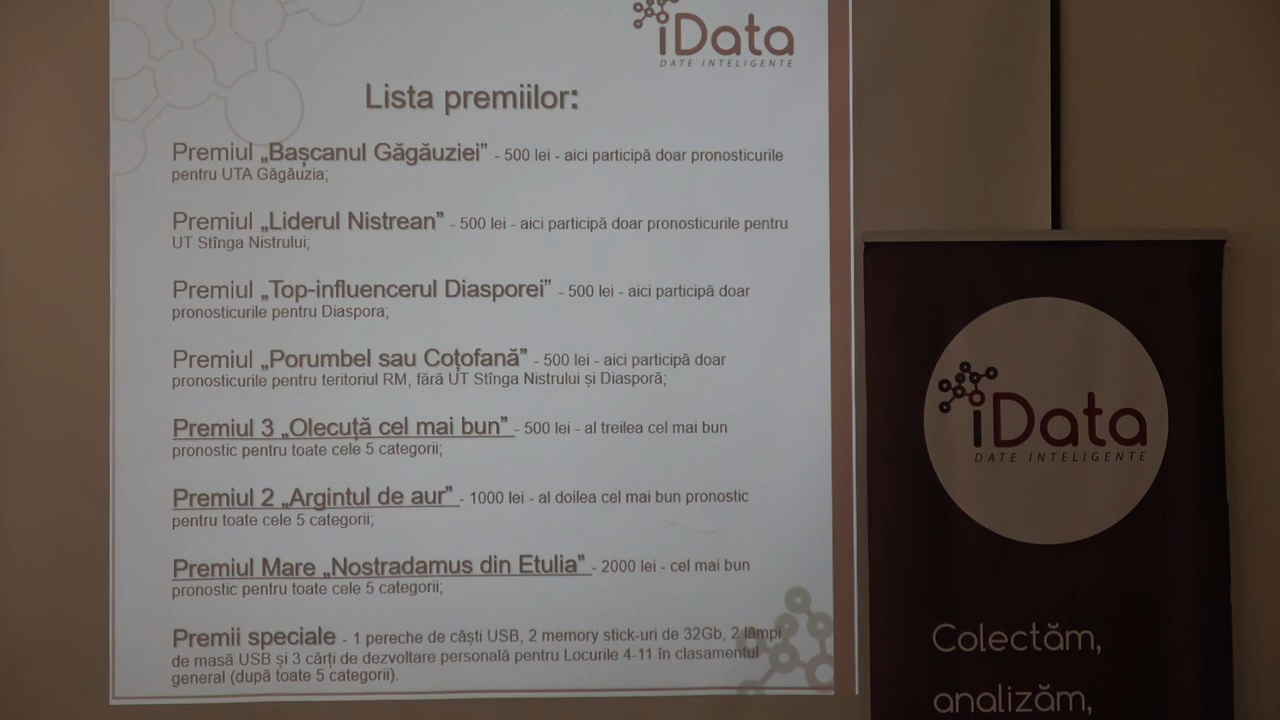 iData
DATE INTELIGENTE
Lista premiilor:
Premiul „Bașcanul Găgăuziei” - 500 lei - aici participă doar pronosticurile
pentru UTA Găgăuzia;
Premiul „Liderul Nistrean” - 500 lei - aici participă doar pronosticurile pentru
UT Stînga Nistrului;
Premiul „Top-influencerul Diasporei” - 500 lei - aici participă doar
pronosticurile pentru Diaspora;
Premiul „Porumbel sau Coțofană” - 500 lei - aici participă doar
pronosticurile pentru teritoriul RM, fără UT Stînga Nistrului și Diasporă;
Premiul 3 „Olecuță cel mai bun” - 500 lei - al treilea cel mai bun
pronostic pentru toate cele 5 categorii;
Premiul 2 „Argintul de aur” - 1000 lei - al doilea cel mai bun pronostic
pentru toate cele 5 categorii;
Premiul Mare „Nostradamus din Etulia” - 2000 lei - cel mai bun
pronostic pentru toate cele 5 categorii;
Premii speciale - 1 pereche de căști USB, 2 memory stick-uri de 32Gb, 2 lămpi
de masă USB și 3 cărți de dezvoltare personală pentru Locurile 4-11 în clasamentul
general (după toate 5 categorii).
iData
DATE INTELIGENTE
Colectăm,
analizăm,